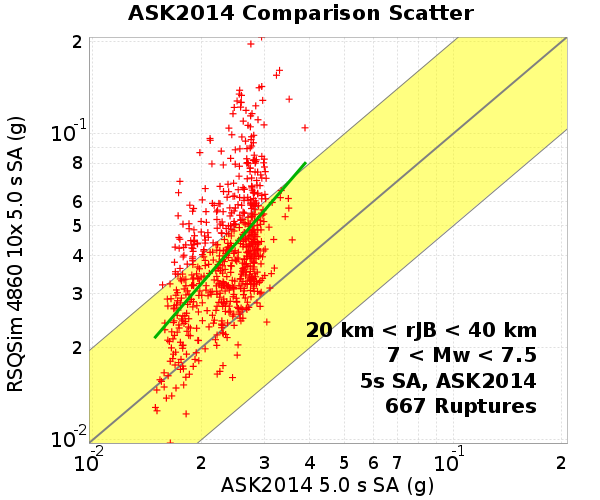 ASK2014 Comparison Scatter
RSQSim 4860 10x 5.0 s SA (g)
2
10-1
8
6
5
4
3
2
10-2
20 km < rJB < 40 km
7 < Mw < 7.5
5s SA, ASK2014
667 Ruptures
10-2 2 3 4 5 6 7 10-1 2
ASK2014 5.0 s SA (g)